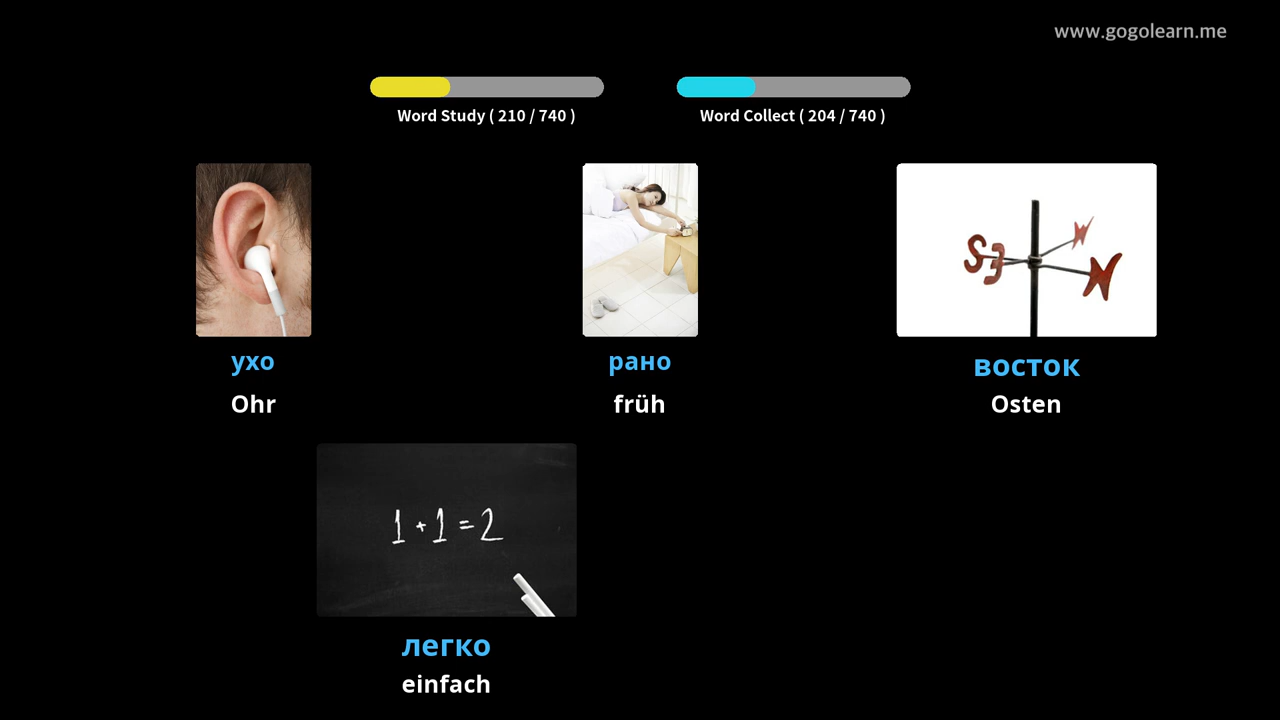 www.gogolearn.me
Word Study ( 210 / 740 )
Word Collect ( 204 / 740 )
ухо
Ohr
рано
früh
S
W
восток
Osten
1 + 1 = 2
легко
einfach